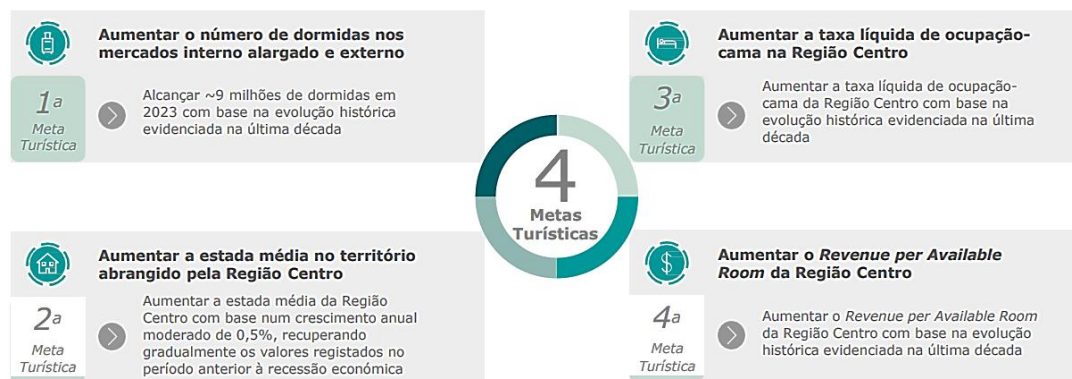 Aumentar o número de dormidas nos
mercados interno alargado e externo
1ª
Meta
Turística
Alcançar ~9 milhões de dormidas em
2023 com base na evolução histórica
evidenciada na última década
Aumentar a taxa líquida de ocupação-
cama na Região Centro
3ª
Meta
Turística
Aumentar a taxa líquida de ocupação-
cama da Região Centro com base na
evolução histórica evidenciada na última
década
4
Metas
Turísticas
Aumentar a estada média no território
abrangido pela Região Centro
2ª
Meta
Turística
Aumentar a estada média da Região
Centro com base num crescimento anual
moderado de 0,5%, recuperando
gradualmente os valores registados no
período anterior à recessão económica
Aumentar o Revenue per Available
Room da Região Centro
4ª
Meta
Turística
Aumentar o Revenue per Available Room
da Região Centro com base na evolução
histórica evidenciada na última década